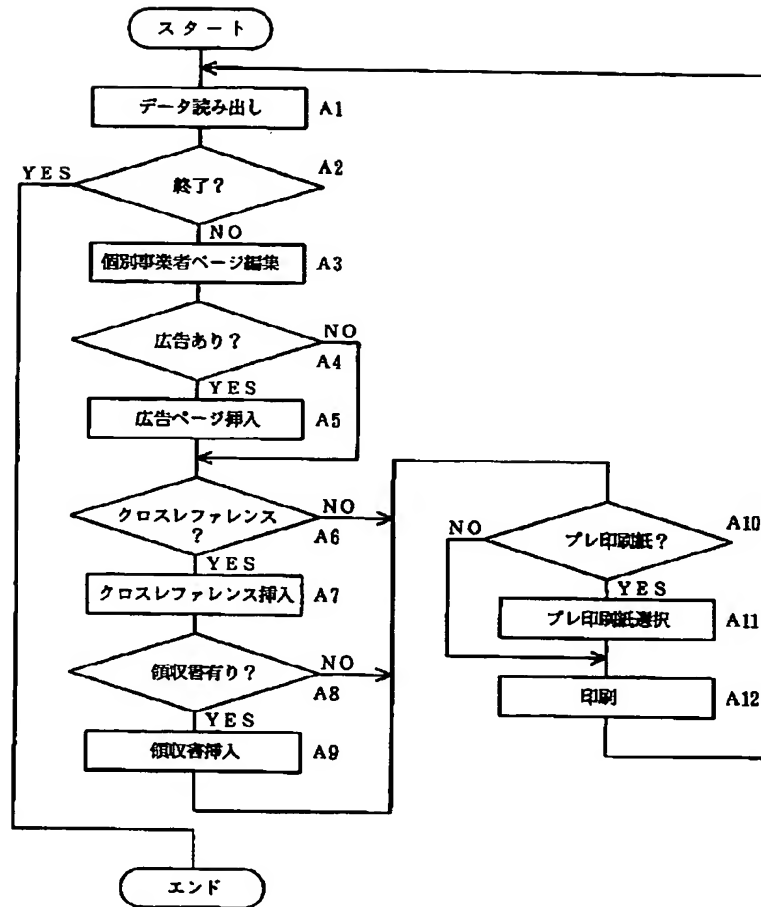 スタート
データ読み出し A1
終了? A2
YES
NO
個別事業者ページ編集 A3
広告あり? A4
NO
YES
広告ページ挿入 A5
クロスレファレンス
? A6
NO
YES
クロスレファレンス挿入 A7
領収書有り? A8
NO
YES
領収書挿入 A9
エンド
プレ印刷紙? A10
NO
YES
プレ印刷紙選択 A11
印刷 A12